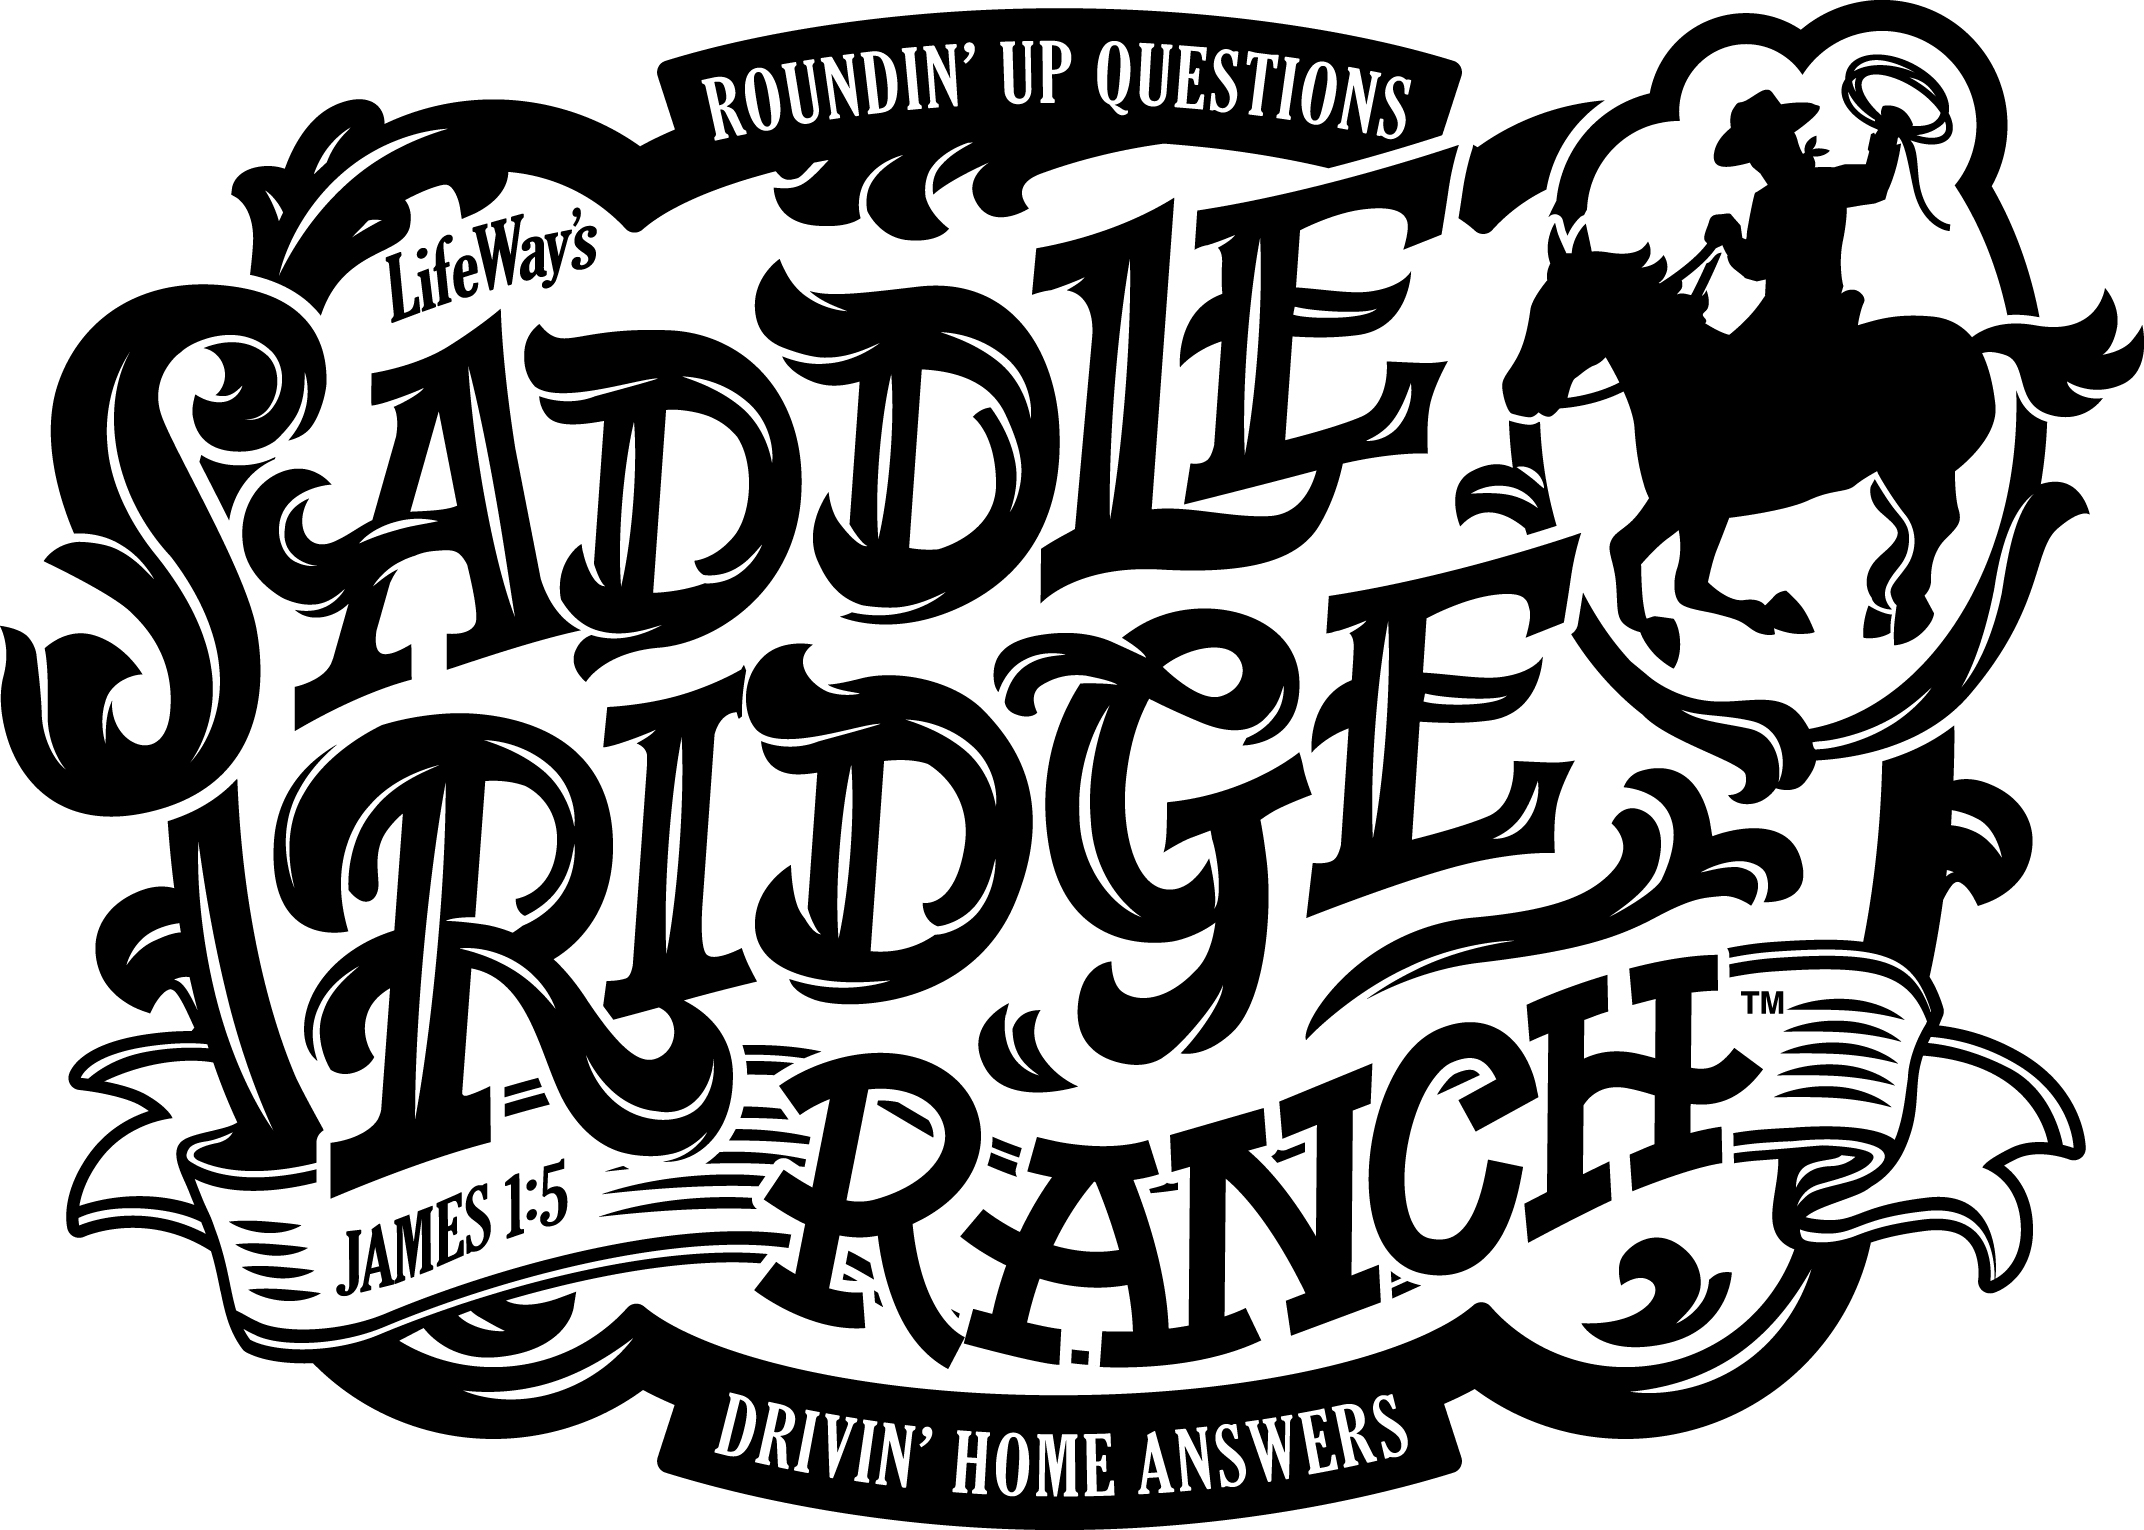 ROUNDIN' UP QUESTIONS
LifeWay's
SADDLE
RIDGE
RANCH™
JAMES 1:5
DRIVIN' HOME ANSWERS